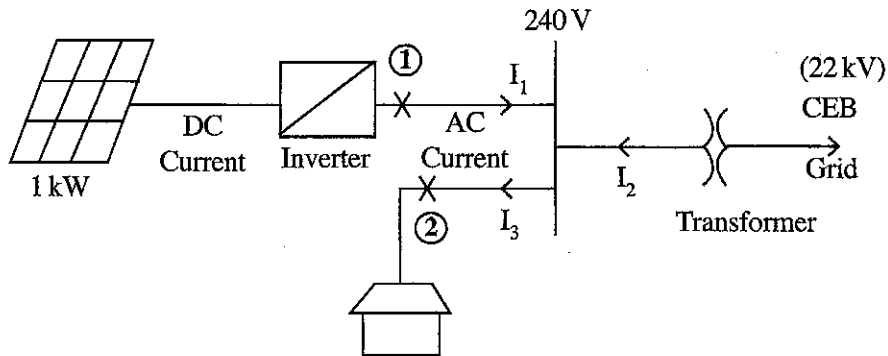 240 V
①
I₁
(22 kV)
CEB
DC
Current
Inverter
AC
Current
1 kW
I₂
Grid
②
I₃
Transformer